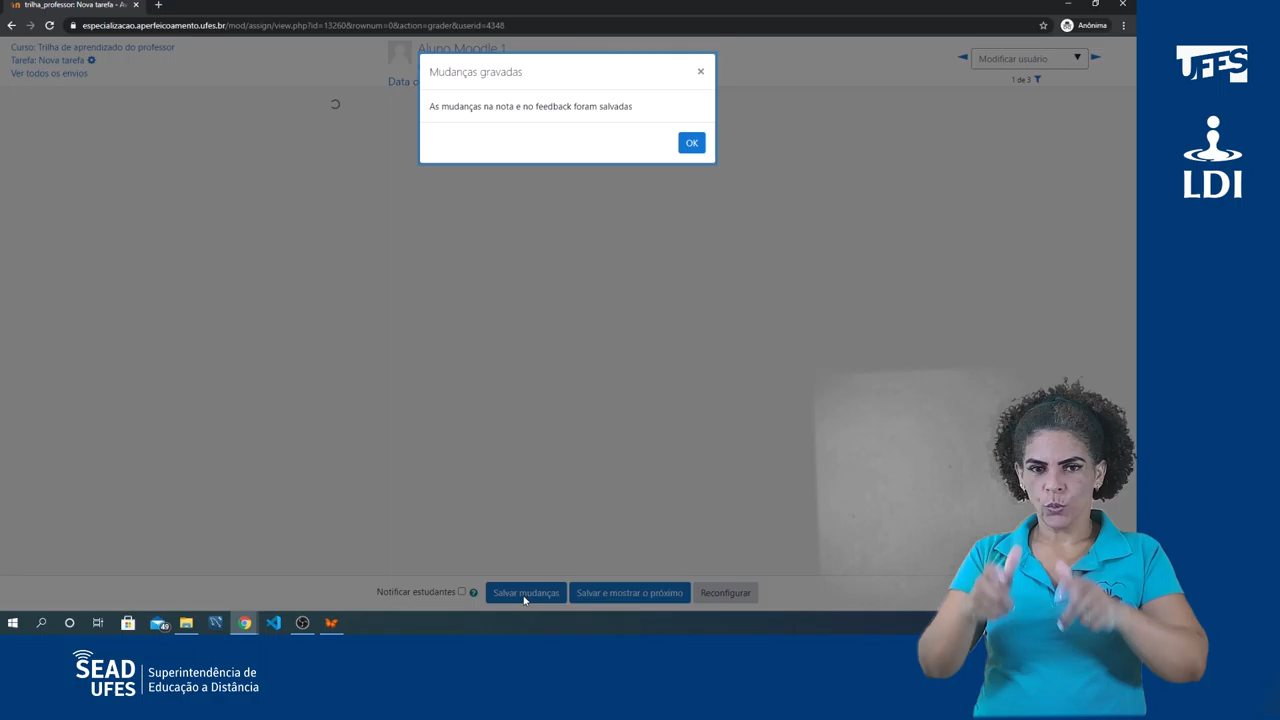 trilha_professor: Nova tarefa - A
especializacao.aperfeicoamento.ufes.br/mod/assign/view.php?id=13260&rownum=0&action=grader&userid=4348
Anônima
Curso: Trilha de aprendizado do professor
Tarefa: Nova tarefa
Ver todos os envios
Aluno Moodle 1
Data
Modificar usuário
1 de 3
Mudanças gravadas
×
As mudanças na nota e no feedback foram salvadas
OK
Notificar estudantes
Salvar mudanças
Salvar e mostrar o próximo
Reconfigurar
49
UFES
LDI
SEAD
UFES
Superintendência de
Educação a Distância